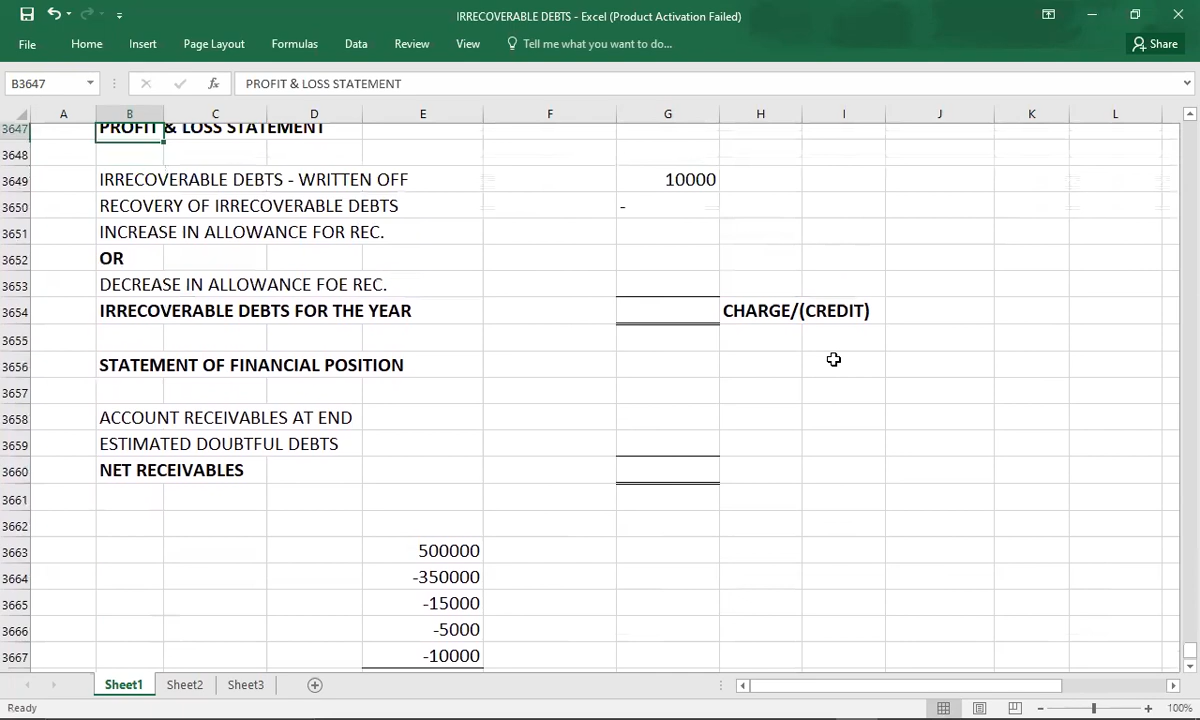 IRRECOVERABLE DEBTS - Excel (Product Activation Failed)
File Home Insert Page Layout Formulas Data Review View Tell me what you want to do... Share
B3647 fx PROFIT & LOSS STATEMENT
A B C D E F G H I J K L
3647 PROFIT & LOSS STATEMENT
3648
3649 IRRECOVERABLE DEBTS - WRITTEN OFF 10000
3650 RECOVERY OF IRRECOVERABLE DEBTS -
3651 INCREASE IN ALLOWANCE FOR REC.
3652 OR
3653 DECREASE IN ALLOWANCE FOE REC.
3654 IRRECOVERABLE DEBTS FOR THE YEAR CHARGE/(CREDIT)
3655
3656 STATEMENT OF FINANCIAL POSITION
3657
3658 ACCOUNT RECEIVABLES AT END
3659 ESTIMATED DOUBTFUL DEBTS
3660 NET RECEIVABLES
3661
3662
3663 500000
3664 -350000
3665 -15000
3666 -5000
3667 -10000
Sheet1 Sheet2 Sheet3
Ready 100%